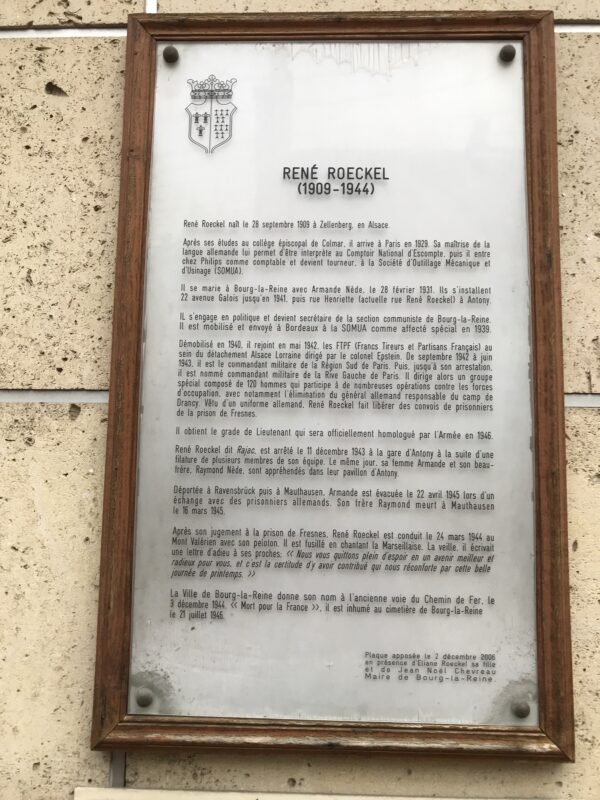 RENÉ ROECKEL
(1909-1944)
René Roeckel naît le 28 septembre 1909 à Zellenberg, en Alsace.
Après ses études au collège épiscopal de Colmar, il arrive à Paris en 1929. Sa maîtrise de la
langue allemande lui permet d'être interprète au Comptoir National d'Escompte, puis il entre
chez Philips comme comptable et devient tourneur, à la Société d'Outillage Mécanique et
d'Usinage (SOMUA).
Il se marie à Bourg-la-Reine avec Armande Nède, le 28 février 1931. Ils s'installent
22 avenue Galois jusqu'en 1941, puis rue Henriette (actuelle rue René Roeckel) à Antony.
IL s'engage en politique et devient secrétaire de la section communiste de Bourg-la-Reine.
Il est mobilisé et envoyé à Bordeaux à la SOMUA comme affecté spécial en 1939.
Démobilisé en 1940, il rejoint en mai 1942, les FTPF (Francs Tireurs et Partisans Français) au
sein du détachement Alsace Lorraine dirigé par le colonel Epstein. De septembre 1942 à juin
1943, il est le commandant militaire de la Région Sud de Paris. Puis, jusqu'à son arrestation,
il est nommé commandant militaire de la Rive Gauche de Paris. Il dirige alors un groupe
spécial composé de 120 hommes qui participe à de nombreuses opérations contre les forces
d'occupation, avec notamment l'élimination du général allemand responsable du camp de
Drancy. Vêtu d'un uniforme allemand, René Roeckel fait libérer des convois de prisonniers
de la prison de Fresnes.
Il obtient le grade de Lieutenant qui sera officiellement homologué par l'Armée en 1946.
René Roeckel dit Rajac, est arrêté le 11 décembre 1943 à la gare d'Antony à la suite d'une
filature de plusieurs membres de son équipe. Le même jour, sa femme Armande et son beau-
frère, Raymond Nède, sont appréhendés dans leur pavillon d'Antony.
Déportée à Ravensbrück puis à Mauthausen, Armande est évacuée le 22 avril 1945 lors d'un
échange avec des prisonniers allemands. Son frère Raymond meurt à Mauthausen
le 16 mars 1945.
Après son jugement à la prison de Fresnes, René Roeckel est conduit le 24 mars 1944 au
Mont Valérien avec son peloton. Il est fusillé en chantant la Marseillaise. La veille, il écrivait
une lettre d'adieu à ses proches: << Nous vous quittons plein d'espoir en un avenir meilleur et
radieux pour vous, et c'est la certitude d'y avoir contribué qui nous réconforte par cette belle
journée de printemps. >>
La Ville de Bourg-la-Reine donne son nom à l'ancienne voie du Chemin de Fer, le
3 décembre 1944. << Mort pour la France >>, il est inhumé au cimetière de Bourg-la-Reine
le 21 juillet 1946.
Plaque apposée le 2 décembre 2006
en présence d'Eliane Roeckel sa fille
et de Jean Noël Chevreau
Maire de Bourg-la-Reine